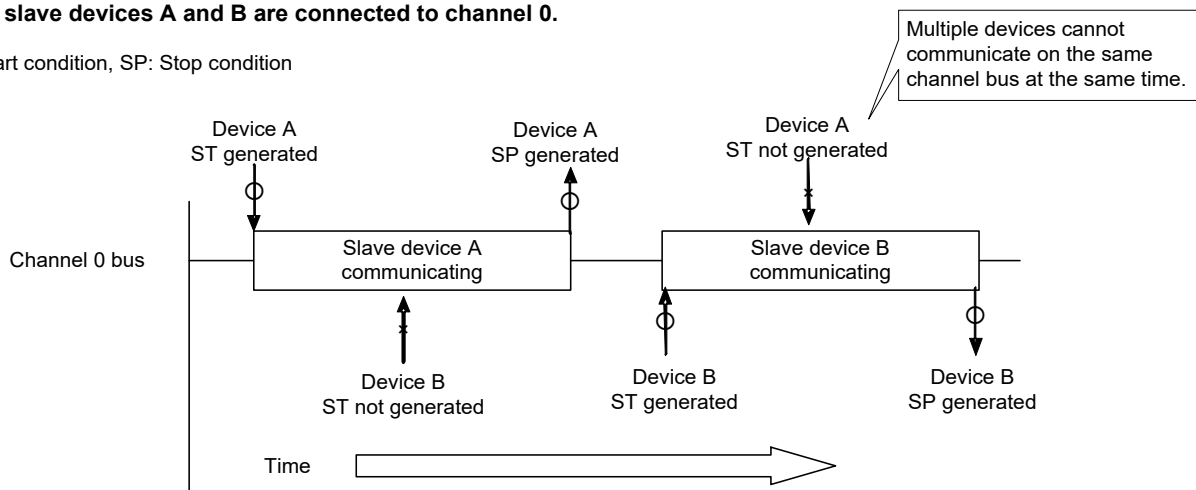 slave devices A and B are connected to channel 0.
art condition, SP: Stop condition
Multiple devices cannot
communicate on the same
channel bus at the same time.
Device A
ST generated
Device A
SP generated
Device A
ST not generated
Channel 0 bus
Slave device A
communicating
Slave device B
communicating
Device B
ST not generated
Device B
ST generated
Device B
SP generated
Time